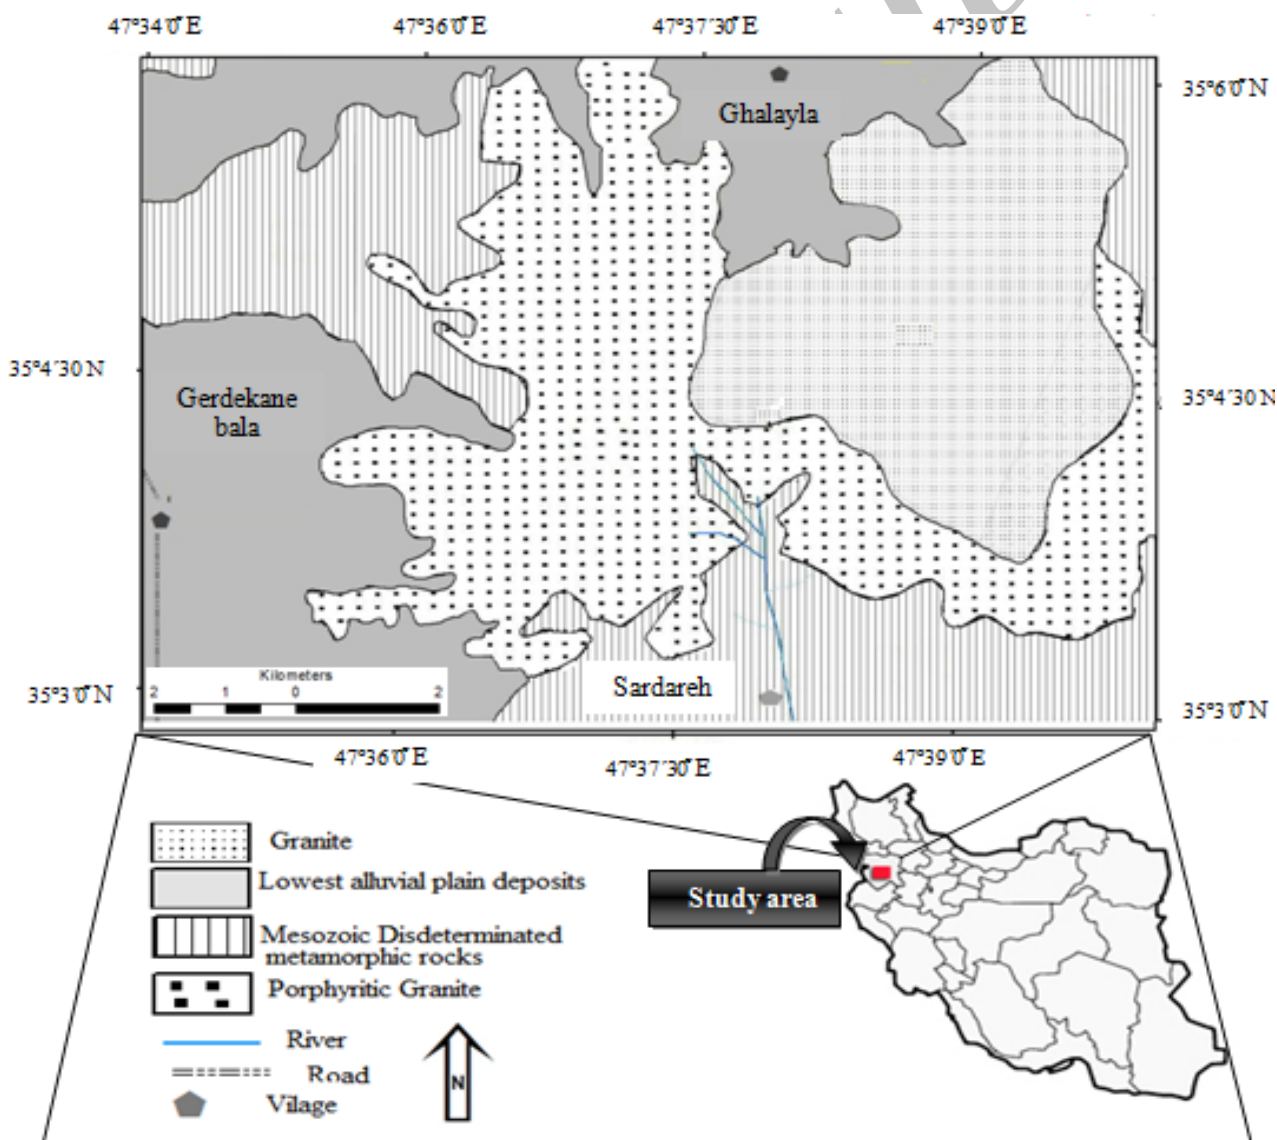 47°34′0″E 47°36′0″E 47°37′30″E 47°39′0″E
35°6′0″N
Ghalayla
35°4′30″N
35°4′30″N
Gerdekane
bala
Kilometers
2 1 0 2
Sardareh
35°3′0″N
35°3′0″N
47°36′0″E 47°37′30″E 47°39′0″E
Granite
Lowest alluvial plain deposits
Mesozoic Disdeterminated
metamorphic rocks
Porphyritic Granite
River
Road
Vilage
N
Study area